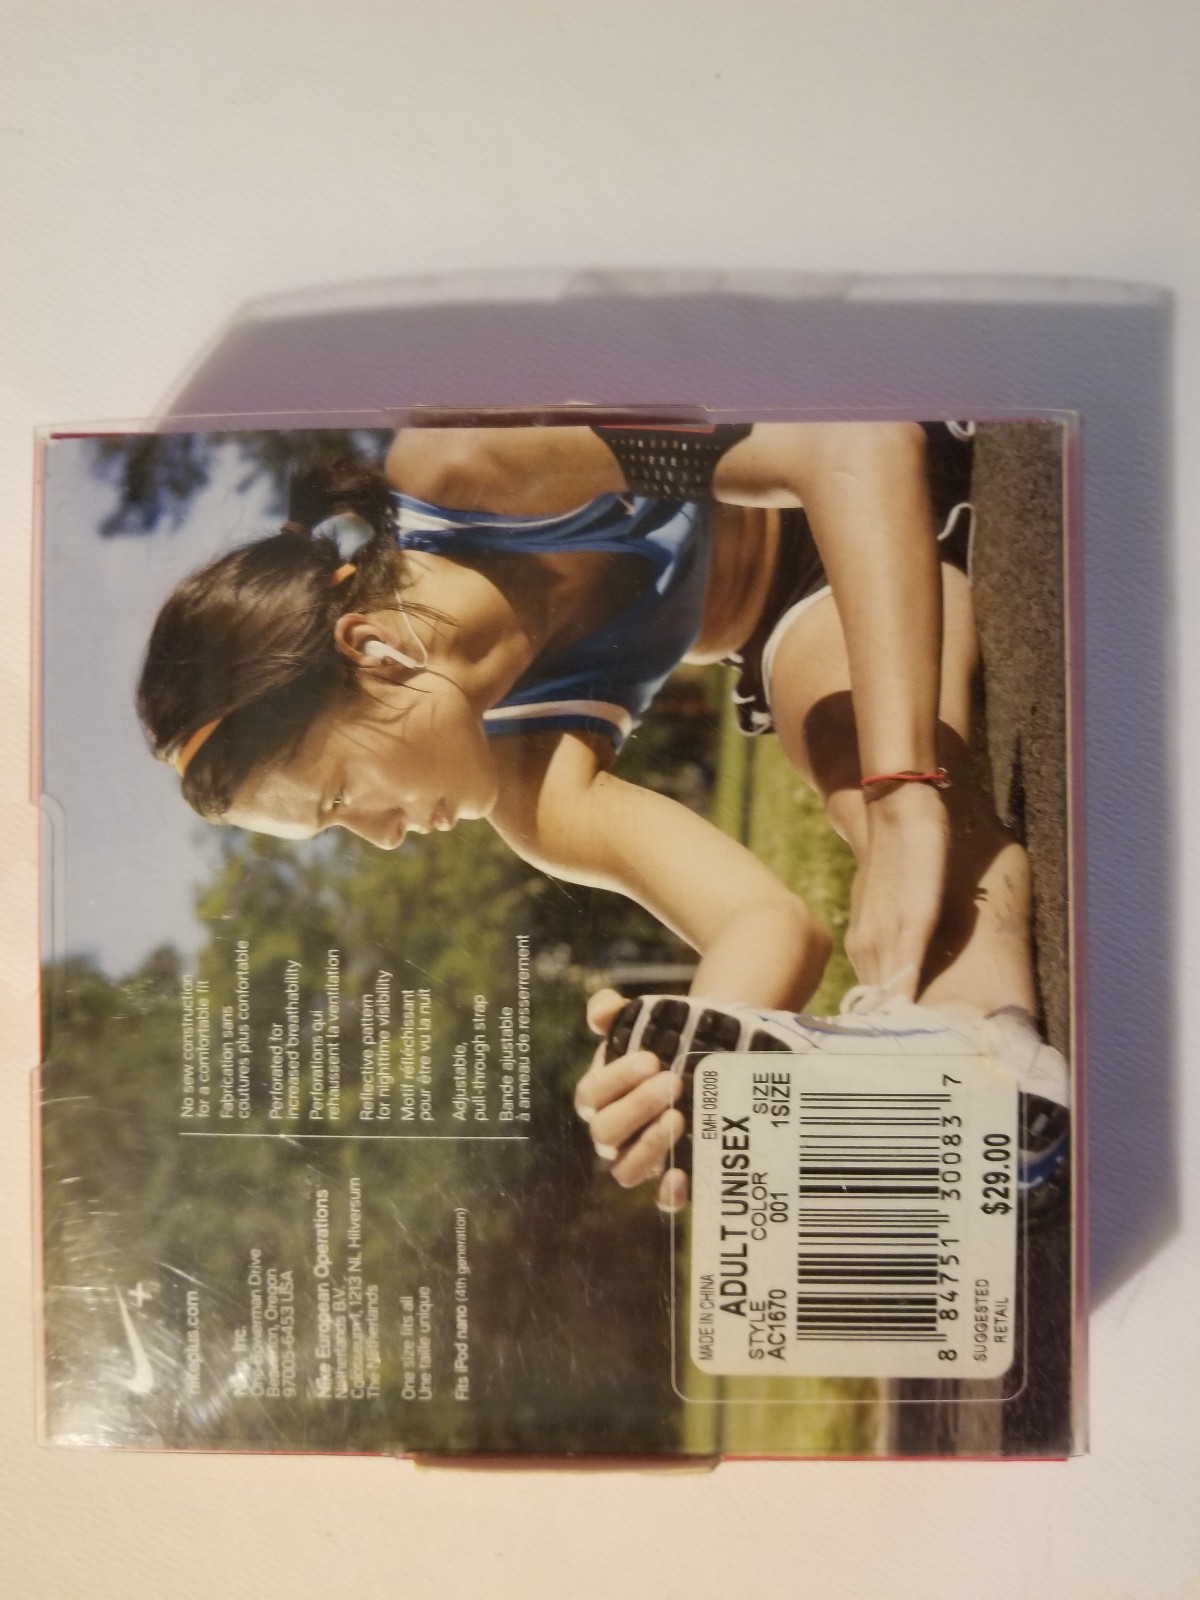 nikeplus.com
Nike, Inc.
One Bowerman Drive
Beaverton, Oregon
97005-6453 USA
Nike European Operations
Netherlands B.V.
Colosseum 1, 1213 NL Hilversum
The Netherlands
One size fits all
Une taille unique
Fits iPod nano (4th generation)
No sew construction
for a comfortable fit
Fabrication sans
coutures plus confortable
Perforated for
increased breathability
Perforations qui
rehaussent la ventilation
Reflective pattern
for nighttime visibility
Motif réfléchissant
pour être vu la nuit
Adjustable,
pull-through strap
Bande ajustable
à anneau de resserrement
MADE IN CHINA EMH 082008
ADULT UNISEX
STYLE COLOR SIZE
AC1670 001 1SIZE
8 84751 30083 7
SUGGESTED
RETAIL
$29.00